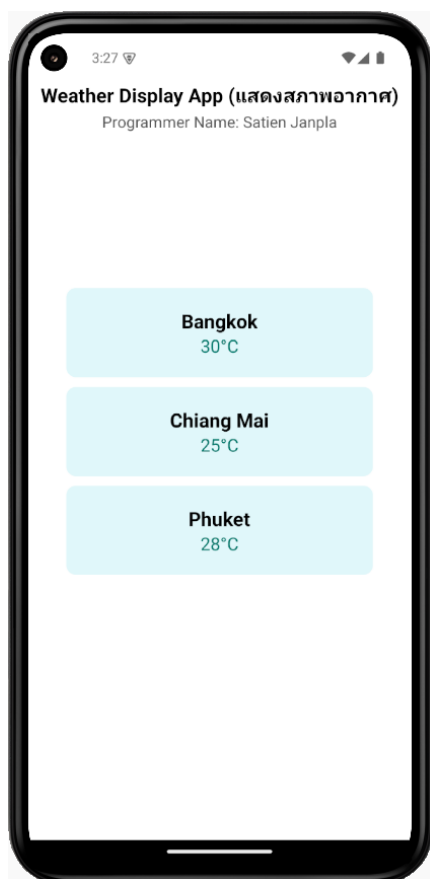 3:27
Weather Display App (แสดงสภาพอากาศ)
Programmer Name: Satien Janpla
Bangkok
30°C
Chiang Mai
25°C
Phuket
28°C